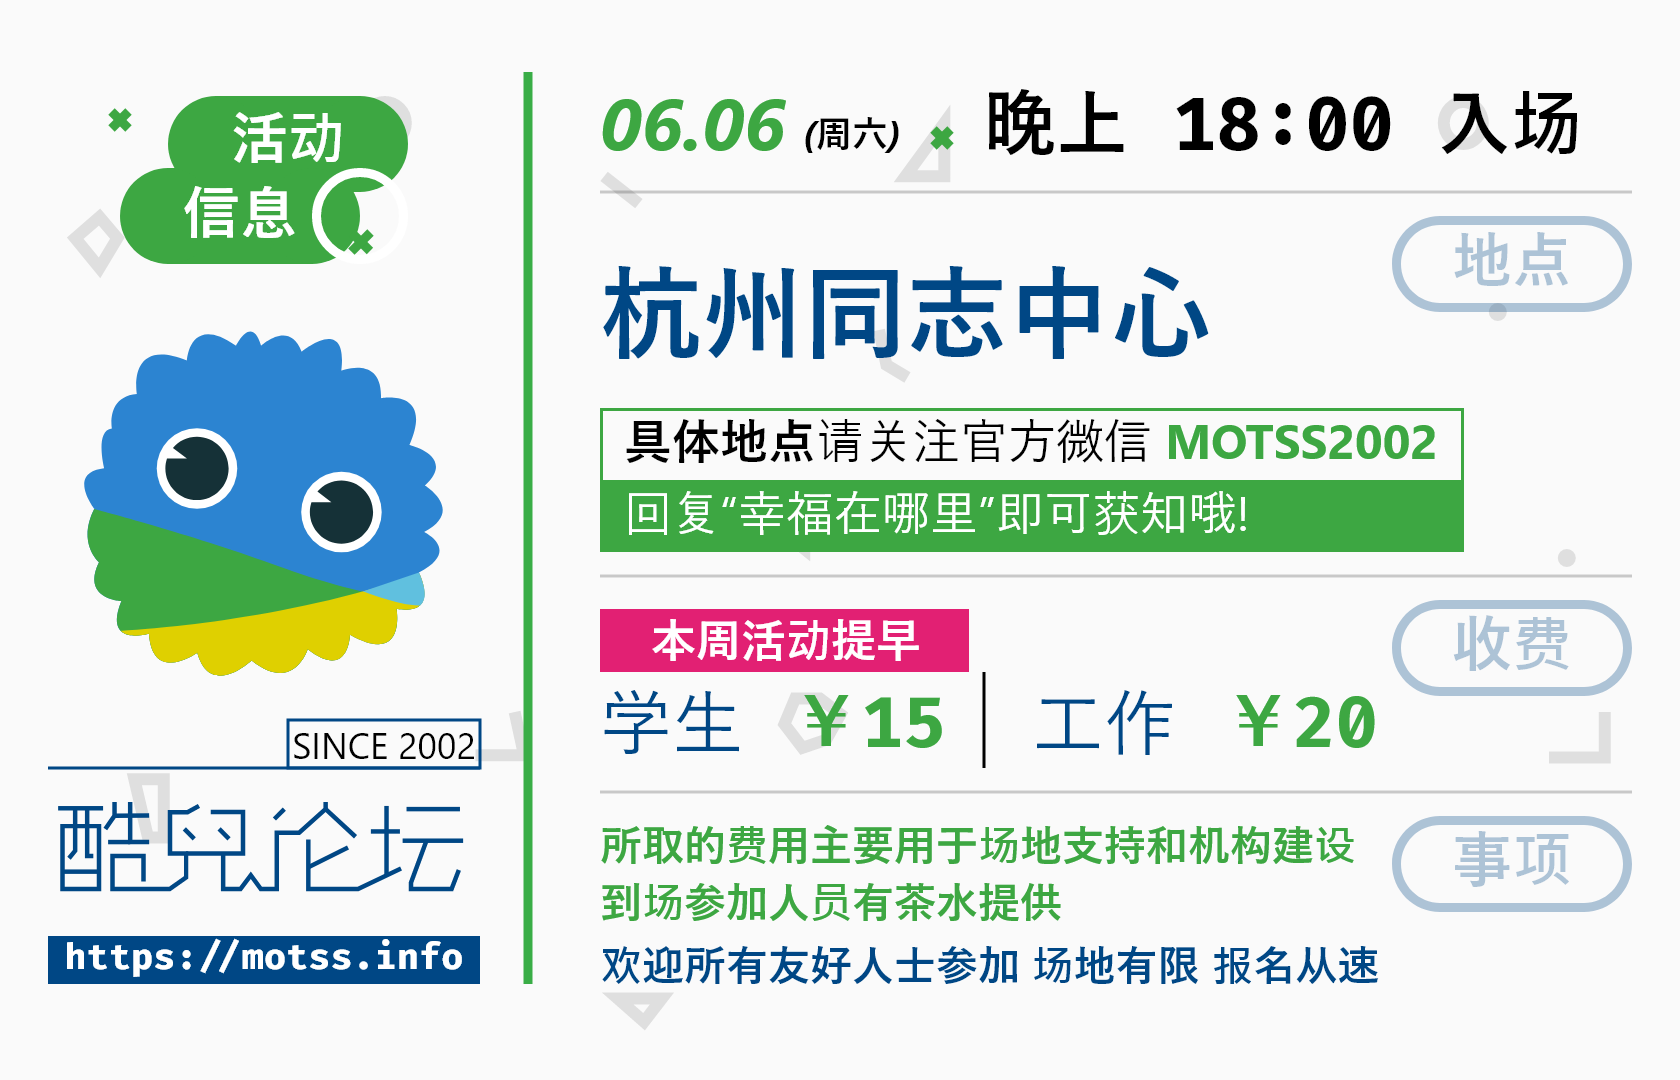 活动
信息
SINCE 2002
酷兒论坛
https://motss.info
06.06 (周六) 晚上 18:00 入场
地点
杭州同志中心
具体地点请关注官方微信 MOTSS2002
回复“幸福在哪里”即可获知哦!
收费
本周活动提早
学生 ￥15 工作 ￥20
事项
所取的费用主要用于场地支持和机构建设
到场参加人员有茶水提供
欢迎所有友好人士参加 场地有限 报名从速